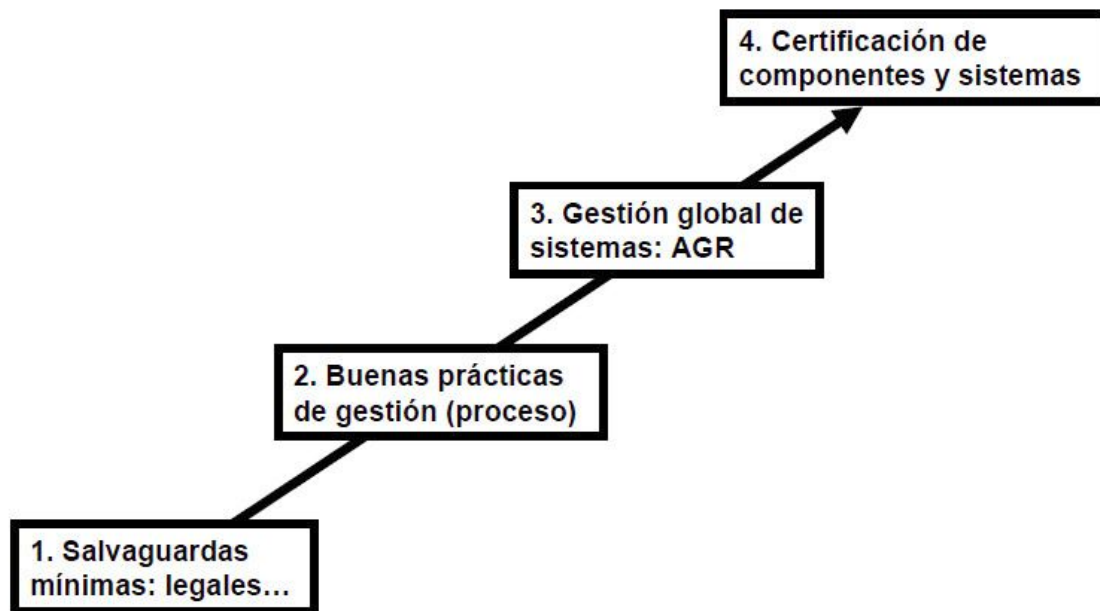 4. Certificación de
componentes y sistemas
3. Gestión global de
sistemas: AGR
2. Buenas prácticas
de gestión (proceso)
1. Salvaguardas
mínimas: legales…